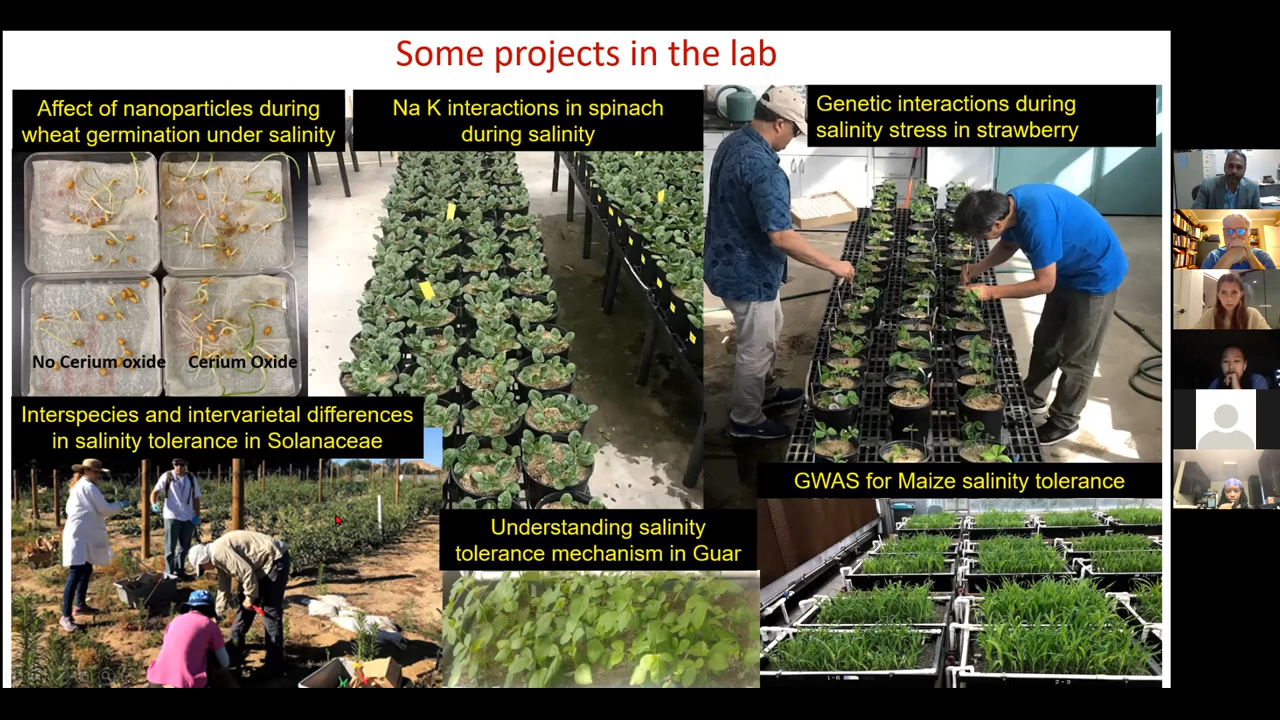 Some projects in the lab
Affect of nanoparticles during
wheat germination under salinity
Na K interactions in spinach
during salinity
Genetic interactions during
salinity stress in strawberry
No Cerium oxide
Cerium Oxide
Interspecies and intervarietal differences
in salinity tolerance in Solanaceae
Understanding salinity
tolerance mechanism in Guar
GWAS for Maize salinity tolerance